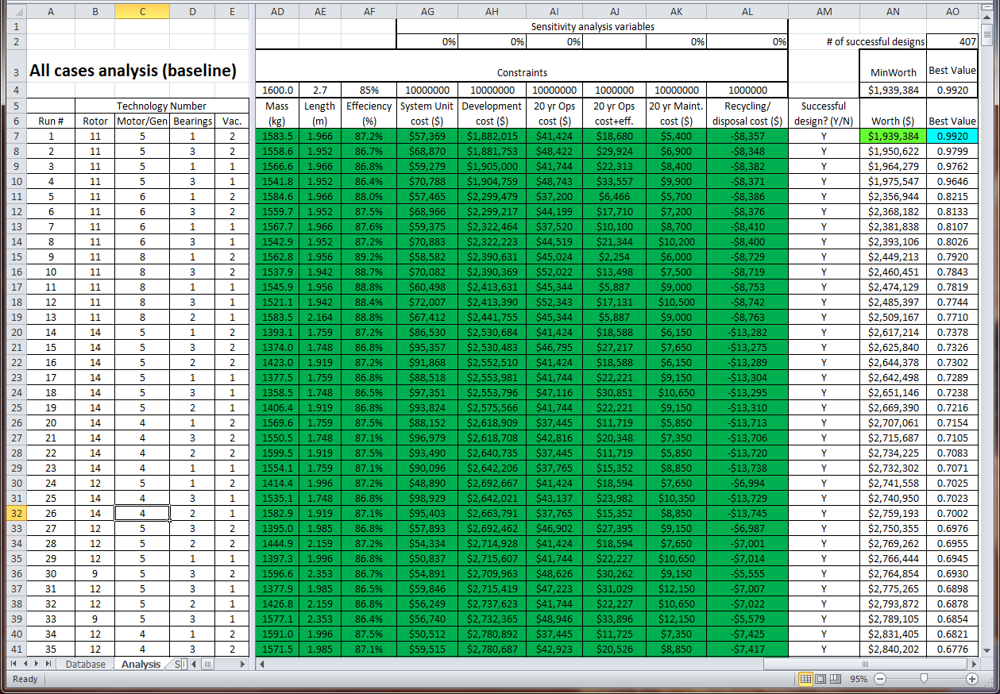 A B C D E AD AE AF AG AH AI AJ AK AL AM AN AO
1 Sensitivity analysis variables
2 0% 0% 0% 0% 0% # of successful designs 407
3 All cases analysis (baseline) Constraints MinWorth Best Value
4 1600.0 2.7 85% 10000000 10000000 10000000 1000000 1000000 1000000 $1,939,384 0.9920
5 Technology Number Mass Length Effeciency System Unit Development 20 yr Ops 20 yr Ops 20 yr Maint. Recycling/ Successful
6 Run # Rotor Motor/Gen Bearings Vac. (kg) (m) (%) cost ($) cost ($) cost ($) cost+eff. cost ($) disposal cost ($) design? (Y/N) Worth ($) Best Value
7 1 11 5 1 2 1583.5 1.966 87.2% $57,369 $1,882,015 $41,424 $18,680 $5,400 -$8,357 Y $1,939,384 0.9920
8 2 11 5 3 2 1558.6 1.952 86.7% $68,870 $1,881,753 $48,422 $29,924 $6,900 -$8,348 Y $1,950,622 0.9799
9 3 11 5 1 1 1566.6 1.966 86.8% $59,279 $1,905,000 $41,744 $22,313 $8,400 -$8,382 Y $1,964,279 0.9762
10 4 11 5 3 1 1541.8 1.952 86.4% $70,788 $1,904,759 $48,743 $33,557 $9,900 -$8,371 Y $1,975,547 0.9646
11 5 11 6 1 2 1584.6 1.966 88.0% $57,465 $2,299,479 $37,200 $6,466 $5,700 -$8,386 Y $2,356,944 0.8215
12 6 11 6 3 2 1559.7 1.952 87.5% $68,966 $2,299,217 $44,199 $17,710 $7,200 -$8,376 Y $2,368,182 0.8133
13 7 11 6 1 1 1567.7 1.966 87.6% $59,375 $2,322,464 $37,520 $10,100 $8,700 -$8,410 Y $2,381,838 0.8107
14 8 11 6 3 1 1542.9 1.952 87.2% $70,883 $2,322,223 $44,519 $21,344 $10,200 -$8,400 Y $2,393,106 0.8026
15 9 11 8 1 2 1562.8 1.956 89.2% $58,582 $2,390,631 $45,024 $2,254 $6,000 -$8,729 Y $2,449,213 0.7920
16 10 11 8 3 2 1537.9 1.942 88.7% $70,082 $2,390,369 $52,022 $13,498 $7,500 -$8,719 Y $2,460,451 0.7843
17 11 11 8 1 1 1545.9 1.956 88.8% $60,498 $2,413,631 $45,344 $5,887 $9,000 -$8,753 Y $2,474,129 0.7819
18 12 11 8 3 1 1521.1 1.942 88.4% $72,007 $2,413,390 $52,343 $17,131 $10,500 -$8,742 Y $2,485,397 0.7744
19 13 11 8 2 1 1583.5 2.164 88.8% $67,412 $2,441,755 $45,344 $5,887 $9,000 -$8,763 Y $2,509,167 0.7710
20 14 14 5 1 2 1393.1 1.759 87.2% $86,530 $2,530,684 $41,424 $18,588 $6,150 -$13,282 Y $2,617,214 0.7378
21 15 14 5 3 2 1374.0 1.748 86.8% $95,357 $2,530,483 $46,795 $27,217 $7,650 -$13,275 Y $2,625,840 0.7326
22 16 14 5 2 2 1423.0 1.919 87.2% $91,868 $2,552,510 $41,424 $18,588 $6,150 -$13,289 Y $2,644,378 0.7302
23 17 14 5 1 1 1377.5 1.759 86.8% $88,518 $2,553,981 $41,744 $22,221 $9,150 -$13,304 Y $2,642,498 0.7289
24 18 14 5 3 1 1358.5 1.748 86.5% $97,351 $2,553,796 $47,116 $30,851 $10,650 -$13,295 Y $2,651,146 0.7238
25 19 14 5 2 1 1406.4 1.919 86.8% $93,824 $2,575,566 $41,744 $22,221 $9,150 -$13,310 Y $2,669,390 0.7216
26 20 14 4 1 2 1569.6 1.759 87.5% $88,152 $2,618,909 $37,445 $11,719 $5,850 -$13,713 Y $2,707,061 0.7154
27 21 14 4 3 2 1550.5 1.748 87.1% $96,979 $2,618,708 $42,816 $20,348 $7,350 -$13,706 Y $2,715,687 0.7105
28 22 14 4 2 2 1599.5 1.919 87.5% $93,490 $2,640,735 $37,445 $11,719 $5,850 -$13,720 Y $2,734,225 0.7083
29 23 14 4 1 1 1554.1 1.759 87.1% $90,096 $2,642,206 $37,765 $15,352 $8,850 -$13,738 Y $2,732,302 0.7071
30 24 12 5 1 2 1414.4 1.996 87.2% $48,890 $2,692,667 $41,424 $18,594 $7,650 -$6,994 Y $2,741,558 0.7025
31 25 14 4 3 1 1535.1 1.748 86.8% $98,929 $2,642,021 $43,137 $23,982 $10,350 -$13,729 Y $2,740,950 0.7023
32 26 14 4 2 1 1582.9 1.919 87.1% $95,403 $2,663,791 $37,765 $15,352 $8,850 -$13,745 Y $2,759,193 0.7002
33 27 12 5 3 2 1395.0 1.985 86.8% $57,893 $2,692,462 $46,902 $27,395 $9,150 -$6,987 Y $2,750,355 0.6976
34 28 12 5 2 2 1444.9 2.159 87.2% $54,334 $2,714,928 $41,424 $18,594 $7,650 -$7,001 Y $2,769,262 0.6955
35 29 12 5 1 1 1397.3 1.996 86.8% $50,837 $2,715,607 $41,744 $22,227 $10,650 -$7,014 Y $2,766,444 0.6945
36 30 9 5 3 2 1596.6 2.353 86.7% $54,891 $2,709,963 $48,626 $30,262 $9,150 -$5,555 Y $2,764,854 0.6930
37 31 12 5 3 1 1377.9 1.985 86.5% $59,846 $2,715,419 $47,223 $31,029 $12,150 -$7,007 Y $2,775,265 0.6898
38 32 12 5 2 1 1426.8 2.159 86.8% $56,249 $2,737,623 $41,744 $22,227 $10,650 -$7,022 Y $2,793,872 0.6878
39 33 9 5 3 1 1577.1 2.353 86.4% $56,740 $2,732,365 $48,946 $33,896 $12,150 -$5,579 Y $2,789,105 0.6854
40 34 12 4 1 2 1591.0 1.996 87.5% $50,512 $2,780,892 $37,445 $11,725 $7,350 -$7,425 Y $2,831,405 0.6821
41 35 12 4 3 2 1571.5 1.985 87.1% $59,515 $2,780,687 $42,923 $20,526 $8,850 -$7,417 Y $2,840,202 0.6776
Database Analysis S
Ready 95%